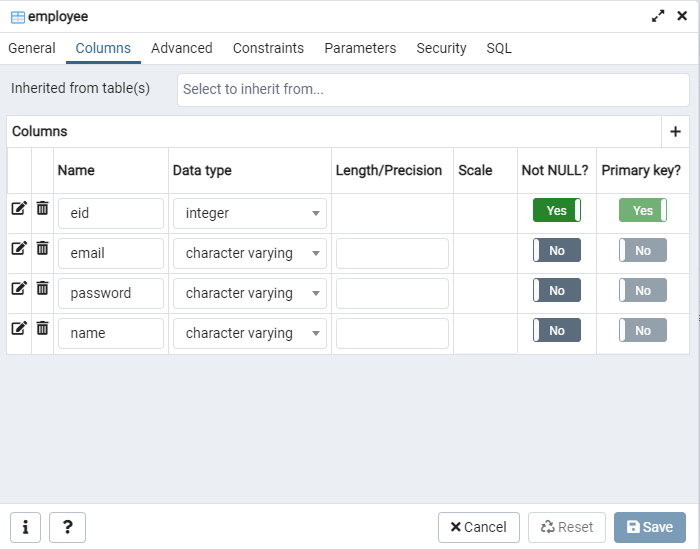 employee
General Columns Advanced Constraints Parameters Security SQL
Inherited from table(s) Select to inherit from...
Columns +
Name Data type Length/Precision Scale Not NULL? Primary key?
eid integer Yes Yes
email character varying No No
password character varying No No
name character varying No No
i ? Cancel Reset Save